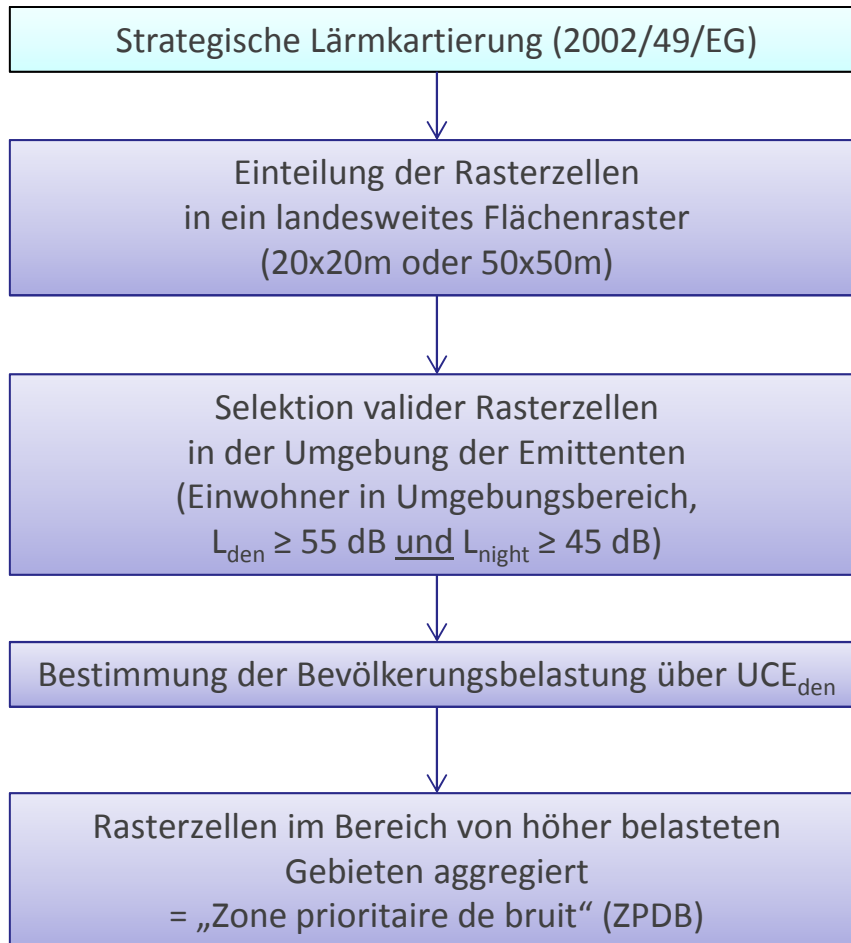 Strategische Lärmkartierung (2002/49/EG)
Einteilung der Rasterzellen
in ein landesweites Flächenraster
(20x20m oder 50x50m)
Selektion valider Rasterzellen
in der Umgebung der Emittenten
(Einwohner in Umgebungsbereich,
Lden ≥ 55 dB und Lnight ≥ 45 dB)
Bestimmung der Bevölkerungsbelastung über UCEden
Rasterzellen im Bereich von höher belasteten
Gebieten aggregiert
= „Zone prioritaire de bruit“ (ZPDB)